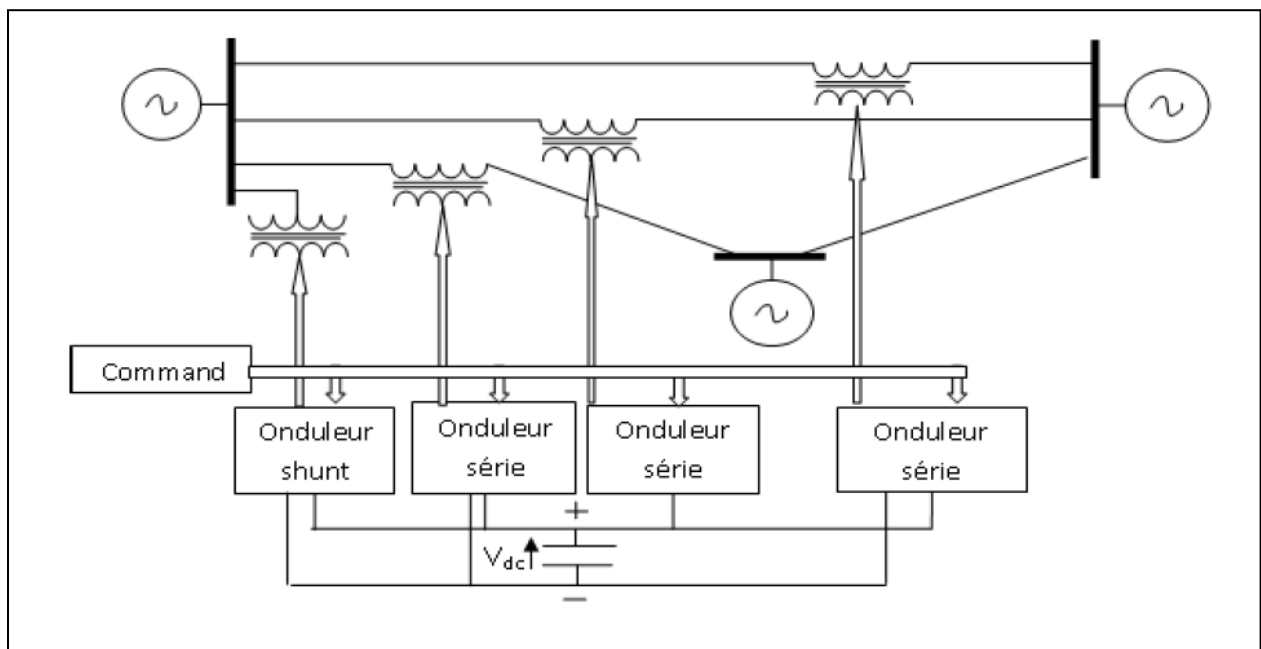 Command
Onduleur
shunt
Onduleur
série
Onduleur
série
Onduleur
série
+
Vdc
—